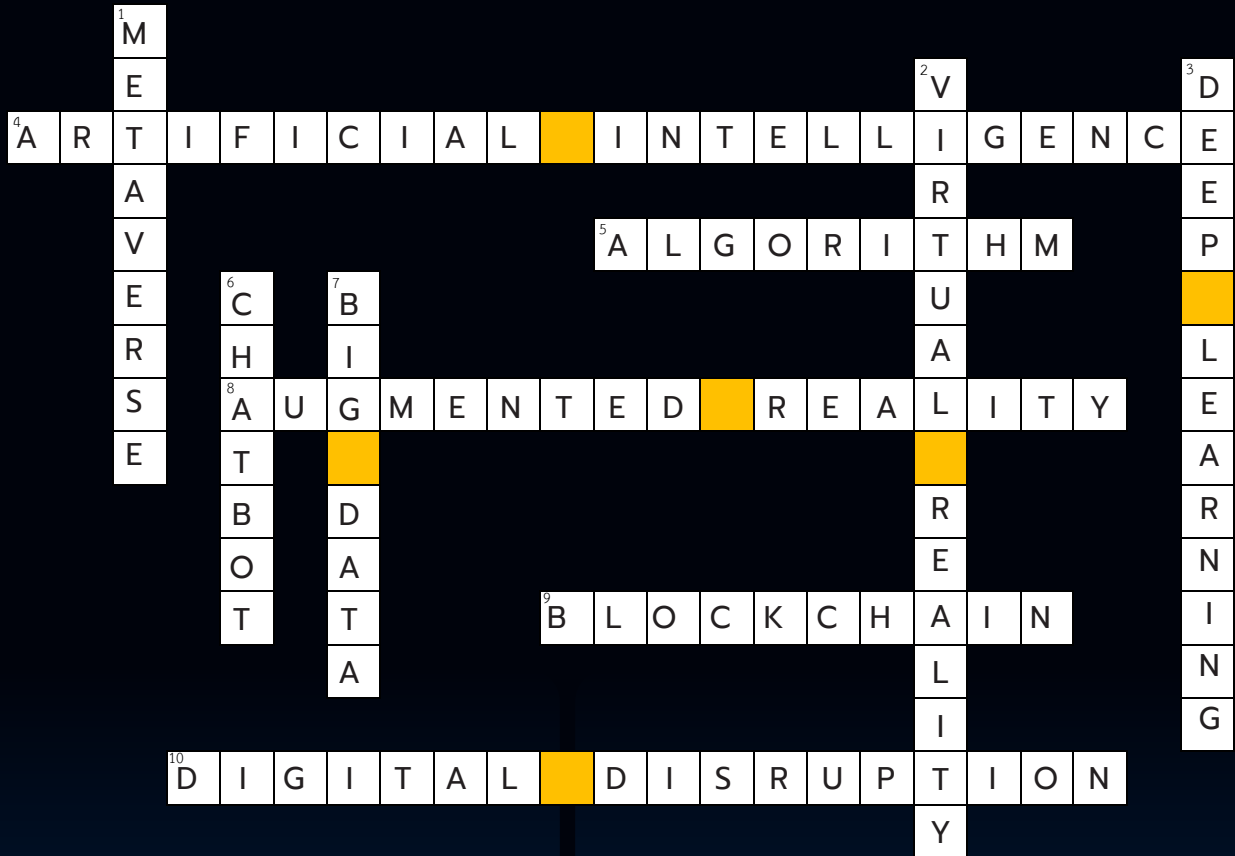 1 METAVERSE
2 VIRTUAL REALITY
3 DEEP LEARNING
4 ARTIFICIAL INTELLIGENCE
5 ALGORITHM
6 CHATBOT
7 BIG DATA
8 AUGMENTED REALITY
9 BLOCKCHAIN
10 DIGITAL DISRUPTION